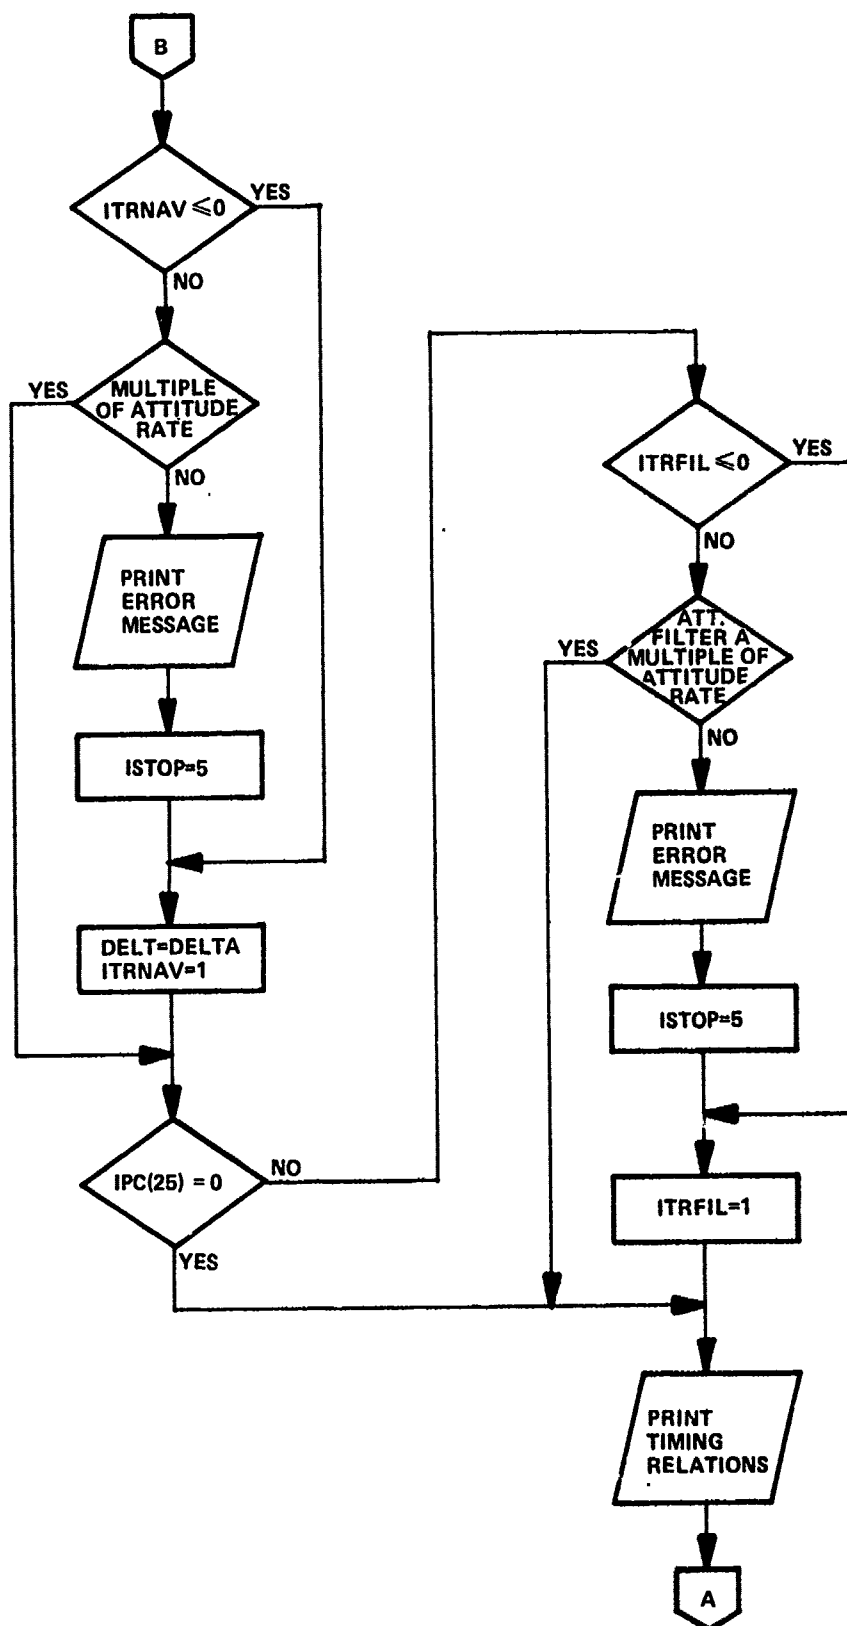 B
ITRNAV ≤0
YES
NO
MULTIPLE
OF ATTITUDE
RATE
YES
NO
PRINT
ERROR
MESSAGE
ISTOP=5
DELT=DELTA
ITRNAV=1
IPC(25) = 0
NO
YES
ITRFIL ≤0
YES
NO
ATT.
FILTER A
MULTIPLE OF
ATTITUDE
RATE
YES
NO
PRINT
ERROR
MESSAGE
ISTOP=5
ITRFIL=1
PRINT
TIMING
RELATIONS
A